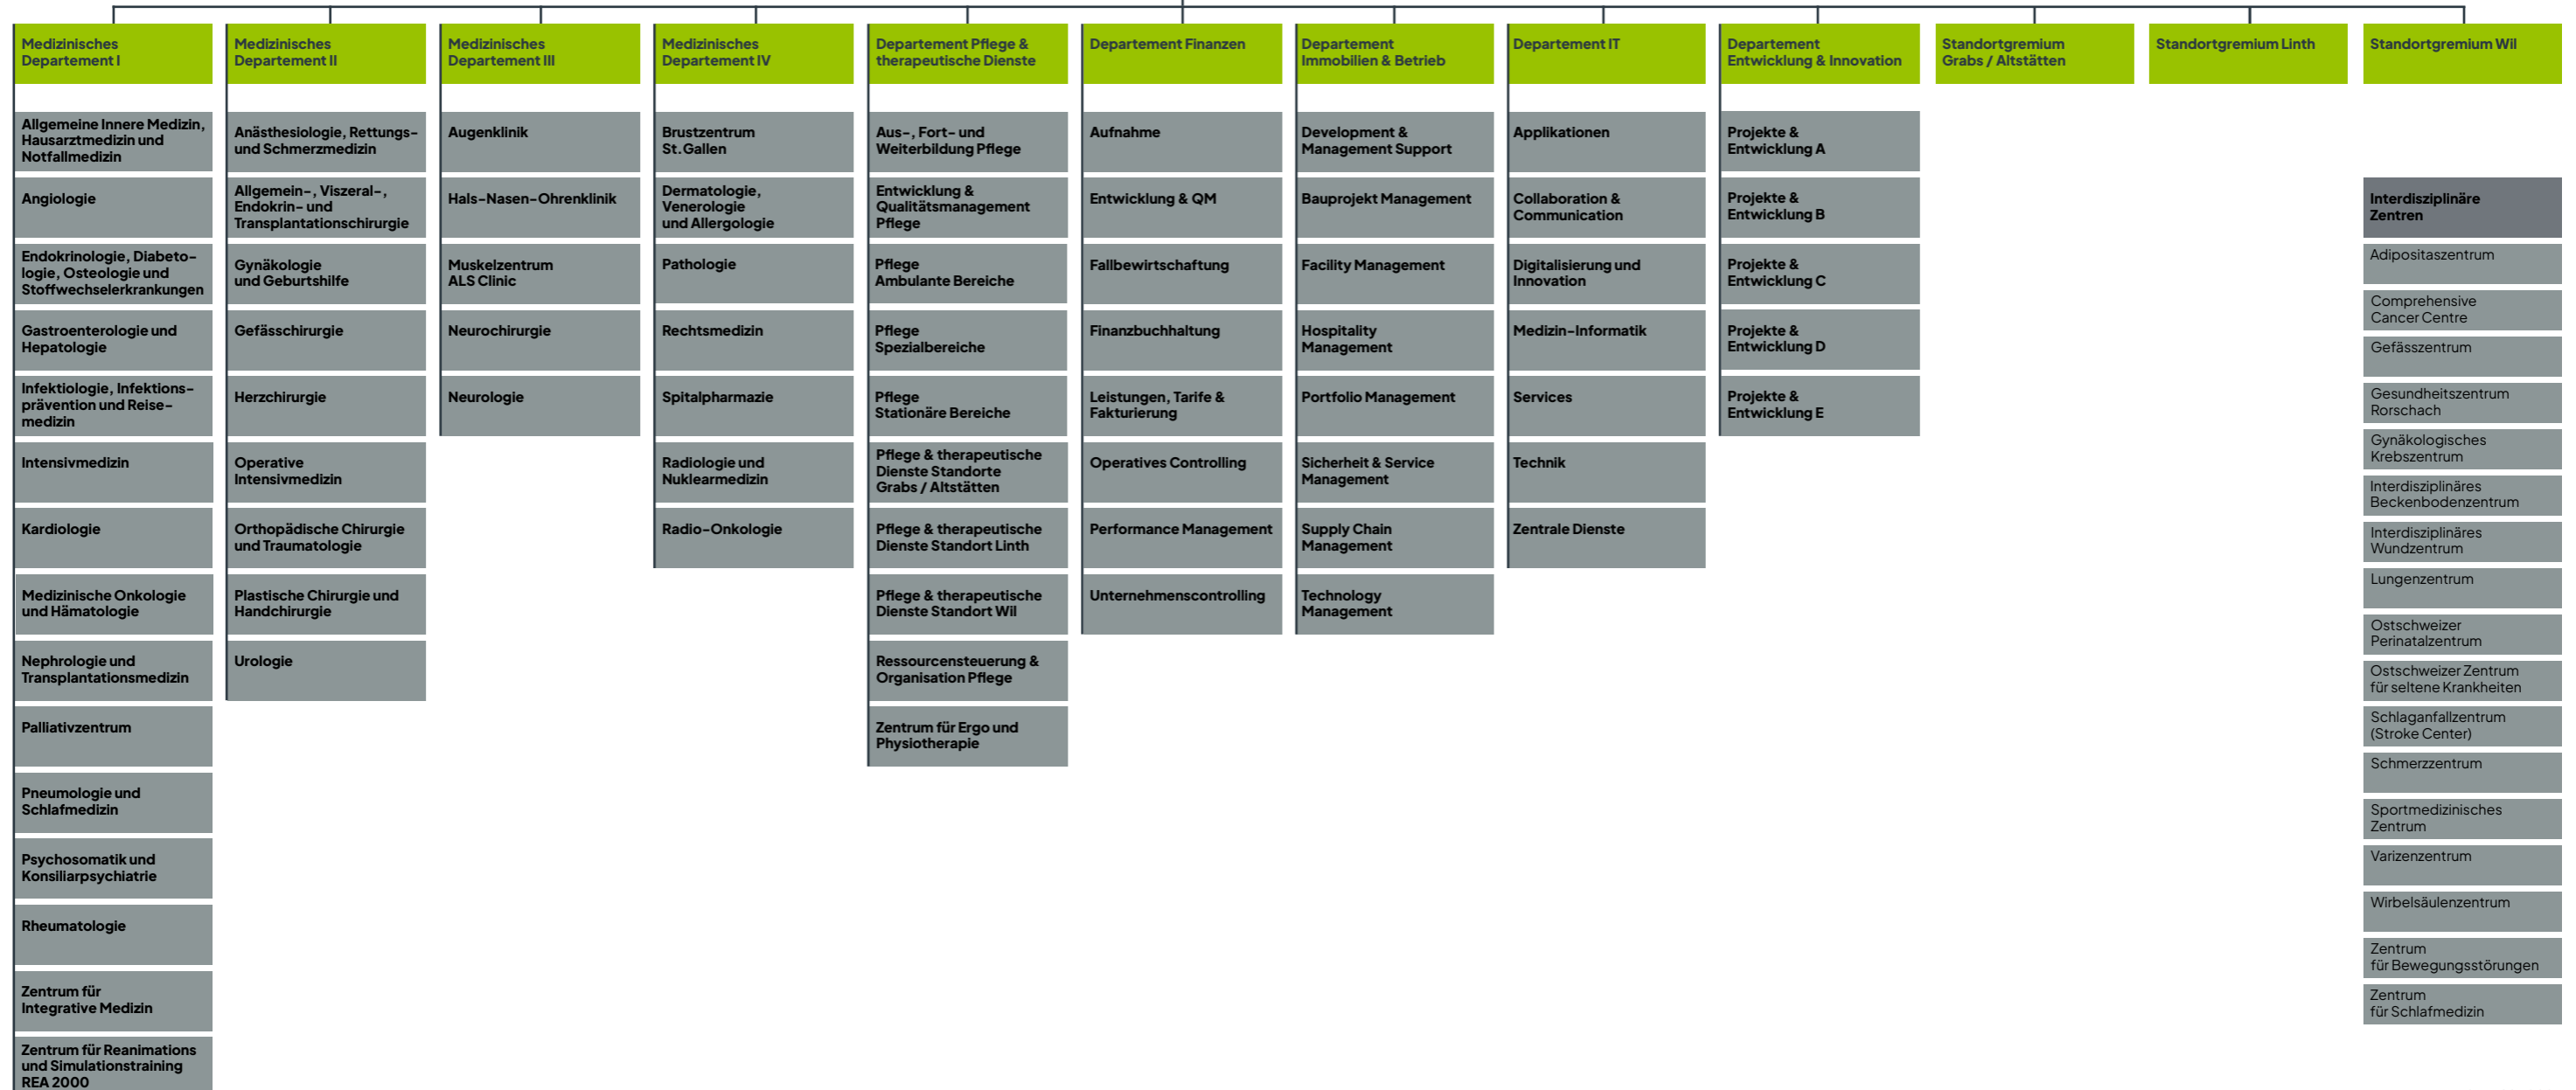 Medizinisches
Departement I
Allgemeine Innere Medizin,
Hausarztmedizin und
Notfallmedizin
Angiologie
Endokrinologie, Diabeto-
logie, Osteologie und
Stoffwechselerkrankungen
Gastroenterologie und
Hepatologie
Infektiologie, Infektions-
prävention und Reise-
medizin
Intensivmedizin
Kardiologie
Medizinische Onkologie
und Hämatologie
Nephrologie und
Transplantationsmedizin
Palliativzentrum
Pneumologie und
Schlafmedizin
Psychosomatik und
Konsiliarpsychiatrie
Rheumatologie
Zentrum für
Integrative Medizin
Zentrum für Reanimations
und Simulationstraining
REA 2000
Medizinisches
Departement II
Anästhesiologie, Rettungs-
und Schmerzmedizin
Allgemein-, Viszeral-,
Endokrin- und
Transplantationschirurgie
Gynäkologie
und Geburtshilfe
Gefässchirurgie
Herzchirurgie
Operative
Intensivmedizin
Orthopädische Chirurgie
und Traumatologie
Plastische Chirurgie und
Handchirurgie
Urologie
Medizinisches
Departement III
Augenklinik
Hals-Nasen-Ohrenklinik
Muskelzentrum
ALS Clinic
Neurochirurgie
Neurologie
Medizinisches
Departement IV
Brustzentrum
St.Gallen
Dermatologie,
Venerologie
und Allergologie
Pathologie
Rechtsmedizin
Spitalpharmazie
Radiologie und
Nuklearmedizin
Radio-Onkologie
Departement Pflege &
therapeutische Dienste
Aus-, Fort- und
Weiterbildung Pflege
Entwicklung &
Qualitätsmanagement
Pflege
Pflege
Ambulante Bereiche
Pflege
Spezialbereiche
Pflege
Stationäre Bereiche
Pflege & therapeutische
Dienste Standorte
Grabs / Altstätten
Pflege & therapeutische
Dienste Standort Linth
Pflege & therapeutische
Dienste Standort Wil
Ressourcensteuerung &
Organisation Pflege
Zentrum für Ergo und
Physiotherapie
Departement Finanzen
Aufnahme
Entwicklung & QM
Fallbewirtschaftung
Finanzbuchhaltung
Leistungen, Tarife &
Fakturierung
Operatives Controlling
Performance Management
Unternehmenscontrolling
Departement
Immobilien & Betrieb
Development &
Management Support
Bauprojekt Management
Facility Management
Hospitality
Management
Portfolio Management
Sicherheit & Service
Management
Supply Chain
Management
Technology
Management
Departement IT
Applikationen
Collaboration &
Communication
Digitalisierung und
Innovation
Medizin-Informatik
Services
Technik
Zentrale Dienste
Departement
Entwicklung & Innovation
Projekte &
Entwicklung A
Projekte &
Entwicklung B
Projekte &
Entwicklung C
Projekte &
Entwicklung D
Projekte &
Entwicklung E
Standortgremium
Grabs / Altstätten
Standortgremium Linth
Standortgremium Wil
Interdisziplinäre
Zentren
Adipositaszentrum
Comprehensive
Cancer Centre
Gefässzentrum
Gesundheitszentrum
Rorschach
Gynäkologisches
Krebszentrum
Interdisziplinäres
Beckenbodenzentrum
Interdisziplinäres
Wundzentrum
Lungenzentrum
Ostschweizer
Perinatalzentrum
Ostschweizer Zentrum
für seltene Krankheiten
Schlaganfallzentrum
(Stroke Center)
Schmerzzentrum
Sportmedizinisches
Zentrum
Varizenzentrum
Wirbelsäulenzentrum
Zentrum
für Bewegungsstörungen
Zentrum
für Schlafmedizin